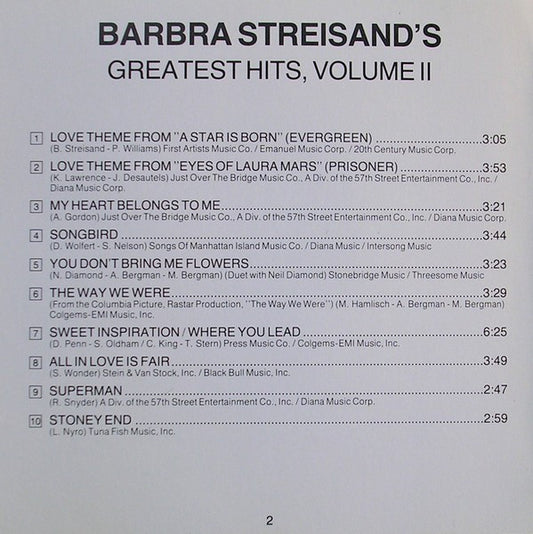 BARBRA STREISAND'S
GREATEST HITS, VOLUME II
1 LOVE THEME FROM "A STAR IS BORN" (EVERGREEN) 3:05
(B. Streisand - P. Williams) First Artists Music Co. / Emanuel Music Corp. / 20th Century Music Corp.
2 LOVE THEME FROM "EYES OF LAURA MARS" (PRISONER) 3:53
(K. Lawrence - J. Desautels) Just Over The Bridge Music Co., A Div. of the 57th Street Entertainment Co., Inc. /
Diana Music Corp.
3 MY HEART BELONGS TO ME 3:21
(A. Gordon) Just Over The Bridge Music Co., A Div. of the 57th Street Entertainment Co., Inc. / Diana Music Corp.
4 SONGBIRD 3:44
(D. Wolfert - S. Nelson) Songs Of Manhattan Island Music Co. / Diana Music / Intersong Music
5 YOU DON'T BRING ME FLOWERS 3:23
(N. Diamond - A. Bergman - M. Bergman) (Duet with Neil Diamond) Stonebridge Music / Threesome Music
6 THE WAY WE WERE 3:29
(From the Columbia Picture, Rastar Production, "The Way We Were") (M. Hamlisch - A. Bergman - M. Bergman)
Colgems-EMI Music, Inc.
7 SWEET INSPIRATION / WHERE YOU LEAD 6:25
(D. Penn - S. Oldham / C. King - T. Stern) Press Music Co. / Colgems-EMI Music, Inc.
8 ALL IN LOVE IS FAIR 3:49
(S. Wonder) Stein & Van Stock, Inc. / Black Bull Music, Inc.
9 SUPERMAN 2:47
(R. Snyder) A Div. of the 57th Street Entertainment Co., Inc. / Diana Music Corp.
10 STONEY END 2:59
(L. Nyro) Tuna Fish Music, Inc.
2